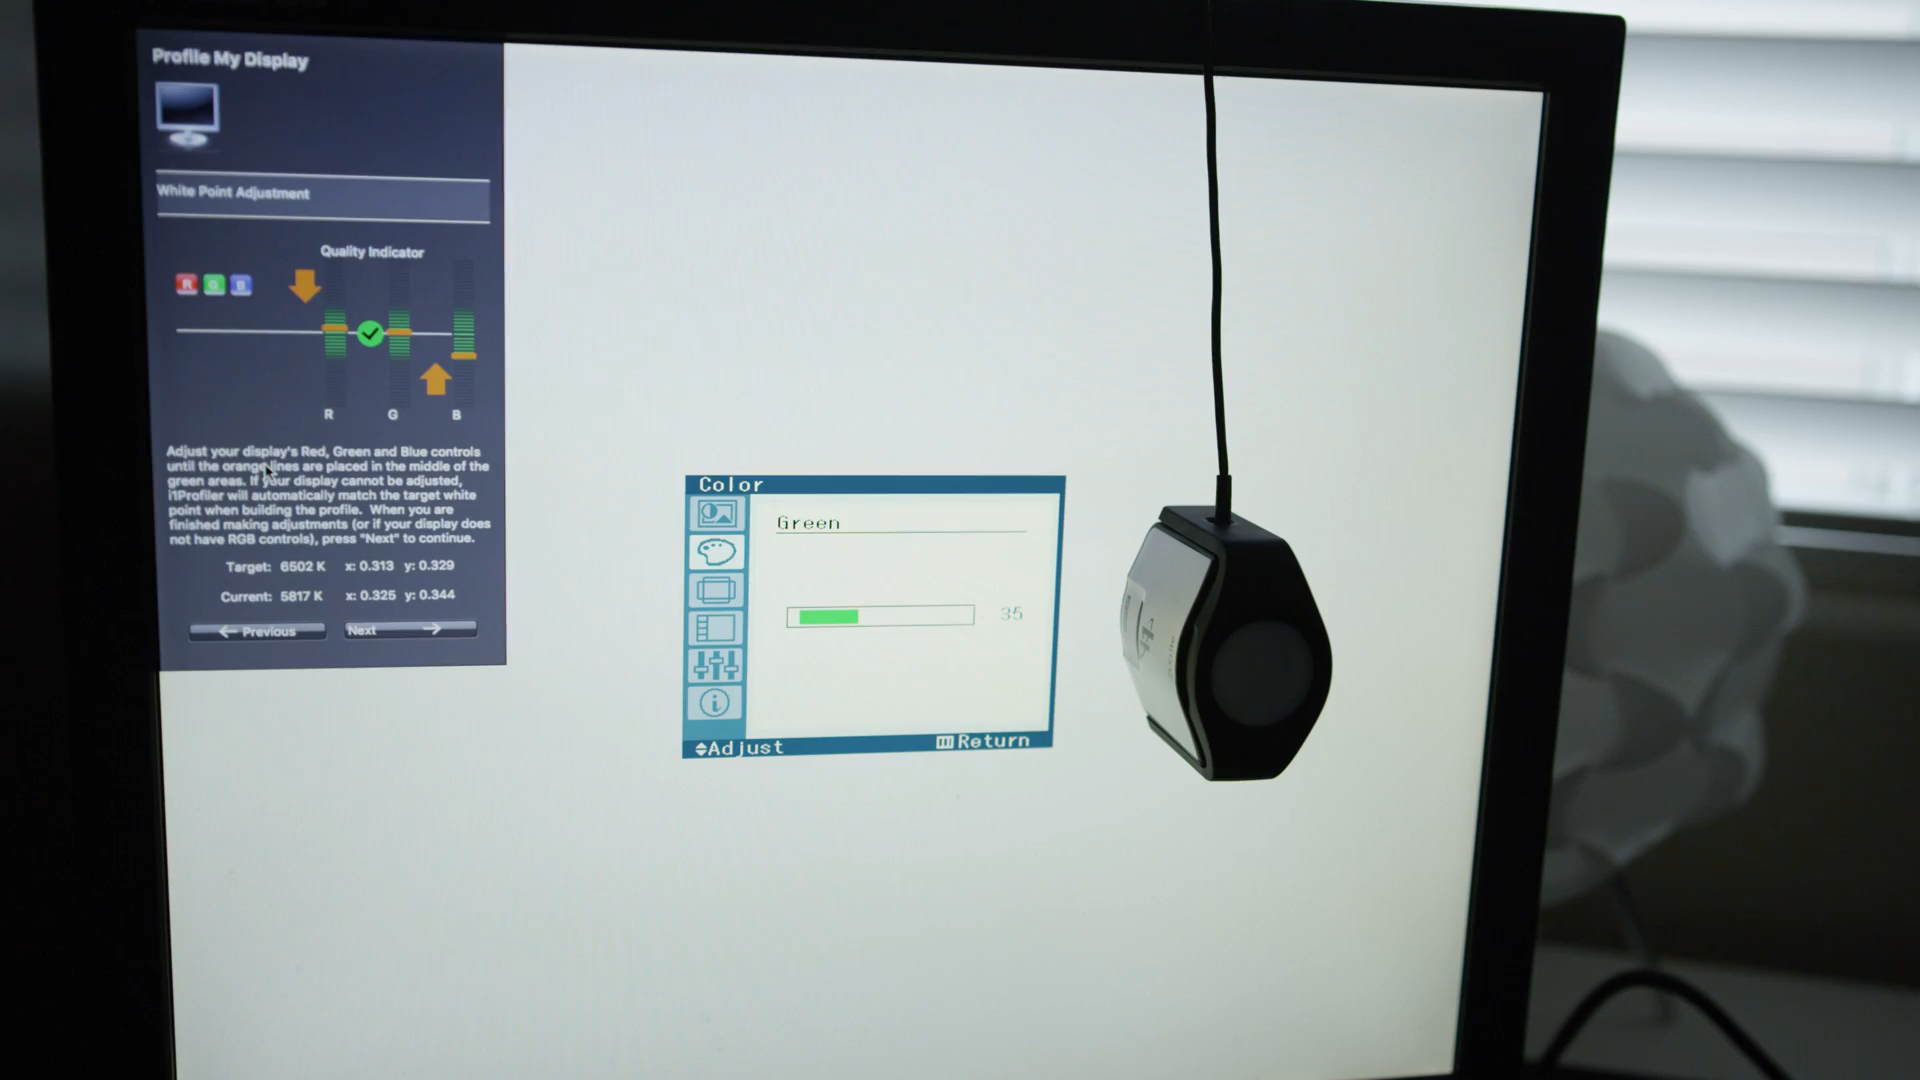 Profile My Display
White Point Adjustment
Quality Indicator
R G B
R G B
Adjust your display's Red, Green and Blue controls
until the orange lines are placed in the middle of the
green areas. If your display cannot be adjusted,
i1Profiler will automatically match the target white
point when building the profile. When you are
finished making adjustments (or if your display does
not have RGB controls), press "Next" to continue.
Target: 6502 K x: 0.313 y: 0.329
Current: 5817 K x: 0.325 y: 0.344
Previous Next
Color
Green
35
Adjust Return